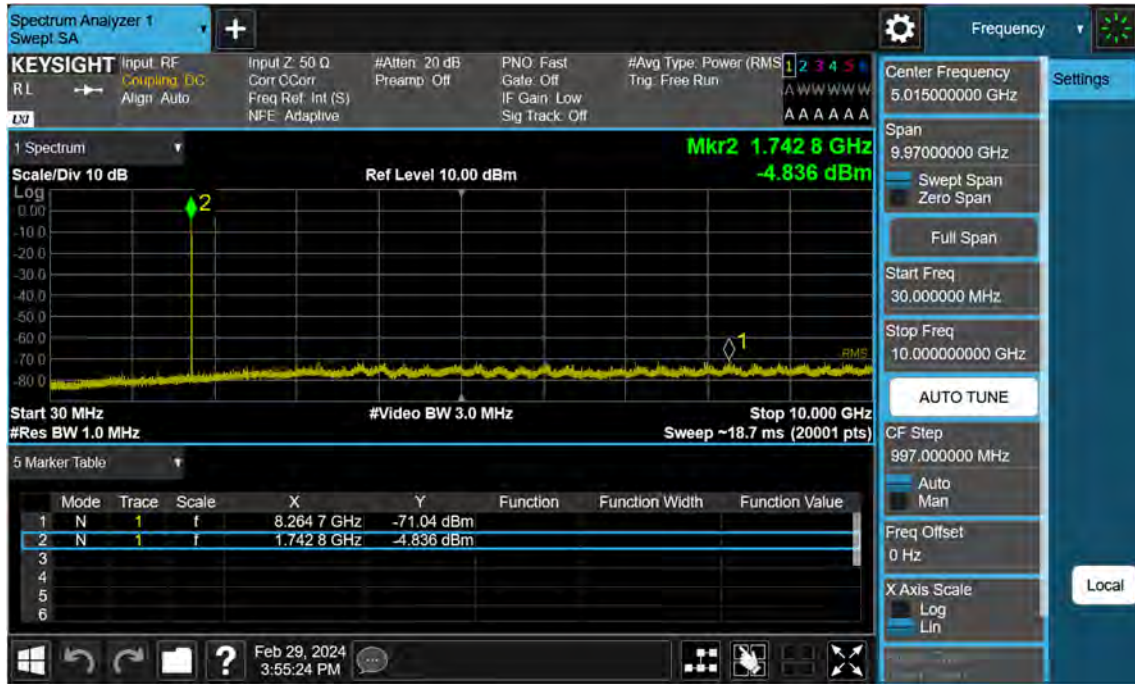 Spectrum Analyzer 1
Swept SA
+
Frequency
KEYSIGHT
RL
LXI
Input: RF
Coupling: DC
Align: Auto
Input Z: 50 Ω
Corr CCorr
Freq Ref: Int (S)
NFE: Adaptive
#Atten: 20 dB
Preamp: Off
PNO: Fast
Gate: Off
IF Gain: Low
Sig Track: Off
#Avg Type: Power (RMS
Trig: Free Run
1 2 3 4 5 6
A W W W W W
A A A A A A
1 Spectrum
Scale/Div 10 dB
Ref Level 10.00 dBm
Mkr2 1.742 8 GHz
-4.836 dBm
Log
0.00
-10.0
-20.0
-30.0
-40.0
-50.0
-60.0
-70.0
-80.0
2
1
RMS
Start 30 MHz
#Video BW 3.0 MHz
Stop 10.000 GHz
#Res BW 1.0 MHz
Sweep ~18.7 ms (20001 pts)
5 Marker Table
Mode Trace Scale X Y Function Function Width Function Value
1 N 1 f 8.264 7 GHz -71.04 dBm
2 N 1 f 1.742 8 GHz -4.836 dBm
3
4
5
6
Feb 29, 2024
3:55:24 PM
?
Center Frequency
5.015000000 GHz
Span
9.97000000 GHz
Swept Span
Zero Span
Full Span
Start Freq
30.000000 MHz
Stop Freq
10.000000000 GHz
AUTO TUNE
CF Step
997.000000 MHz
Auto
Man
Freq Offset
0 Hz
X Axis Scale
Log
Lin
Settings
Local